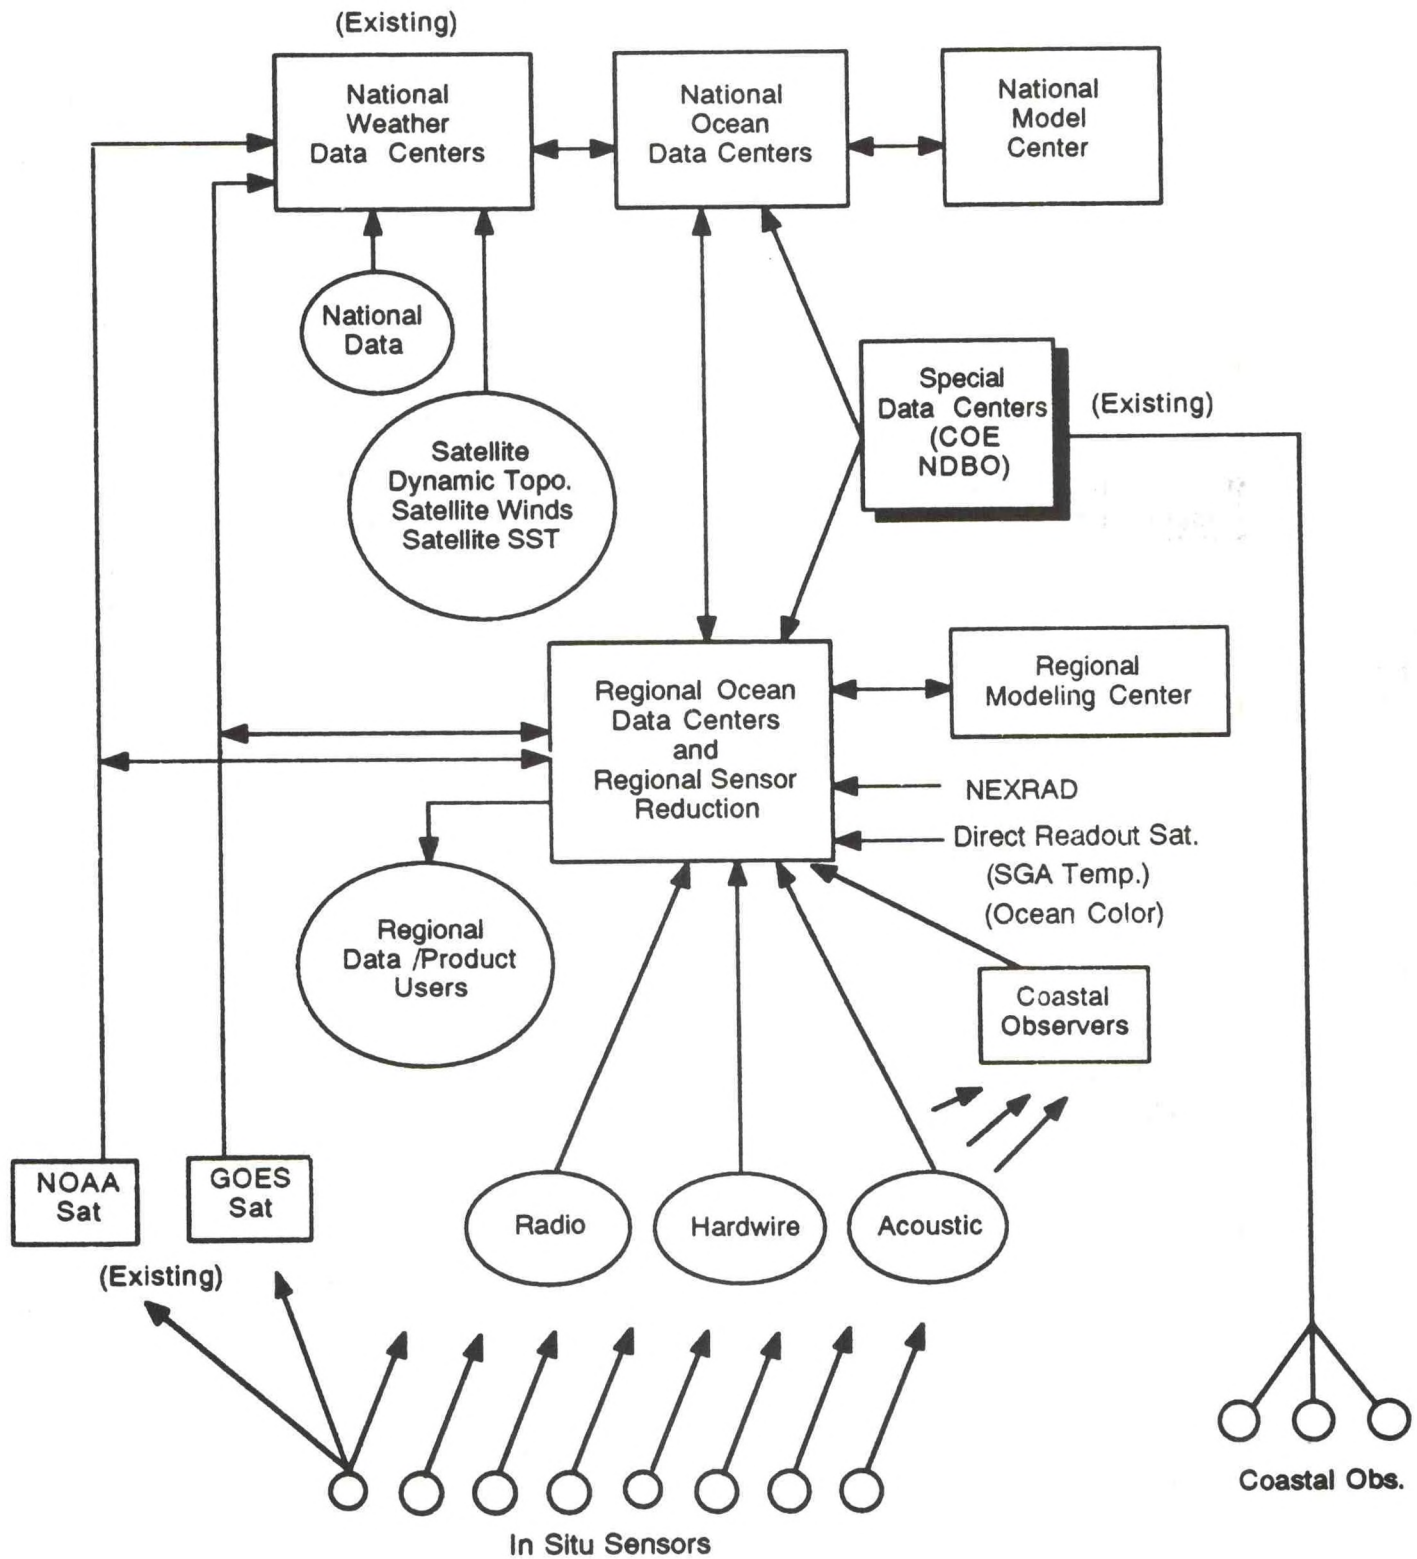 (Existing)
National
Weather
Data Centers
National
Ocean
Data Centers
National
Model
Center
National
Data
Satellite
Dynamic Topo.
Satellite Winds
Satellite SST
Special
Data Centers
(COE
NDBO)
(Existing)
Regional Ocean
Data Centers
and
Regional Sensor
Reduction
Regional
Modeling Center
NEXRAD
Direct Readout Sat.
(SGA Temp.)
(Ocean Color)
Regional
Data /Product
Users
Coastal
Observers
NOAA
Sat
GOES
Sat
(Existing)
Radio
Hardwire
Acoustic
In Situ Sensors
Coastal Obs.